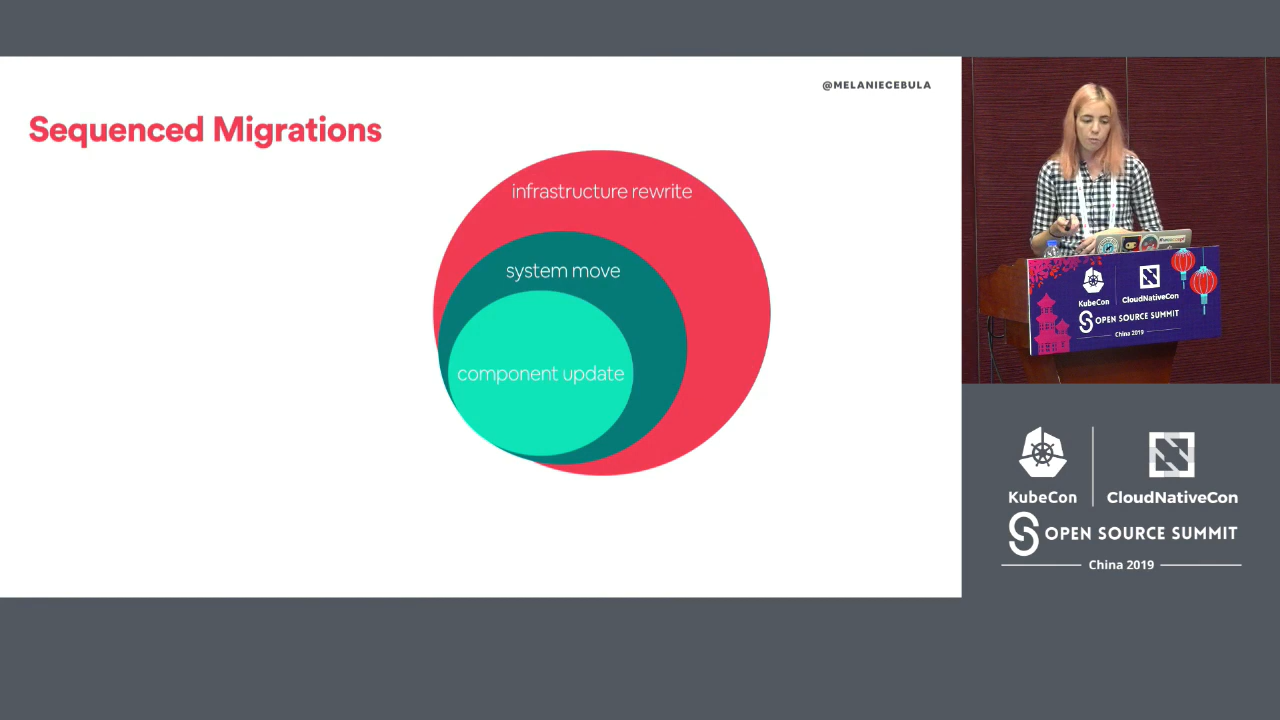 @MELANIECEBULA
Sequenced Migrations
infrastructure rewrite
system move
component update
KubeCon
CloudNativeCon
OPEN SOURCE SUMMIT
China 2019
KubeCon
CloudNativeCon
OPEN SOURCE SUMMIT
China 2019